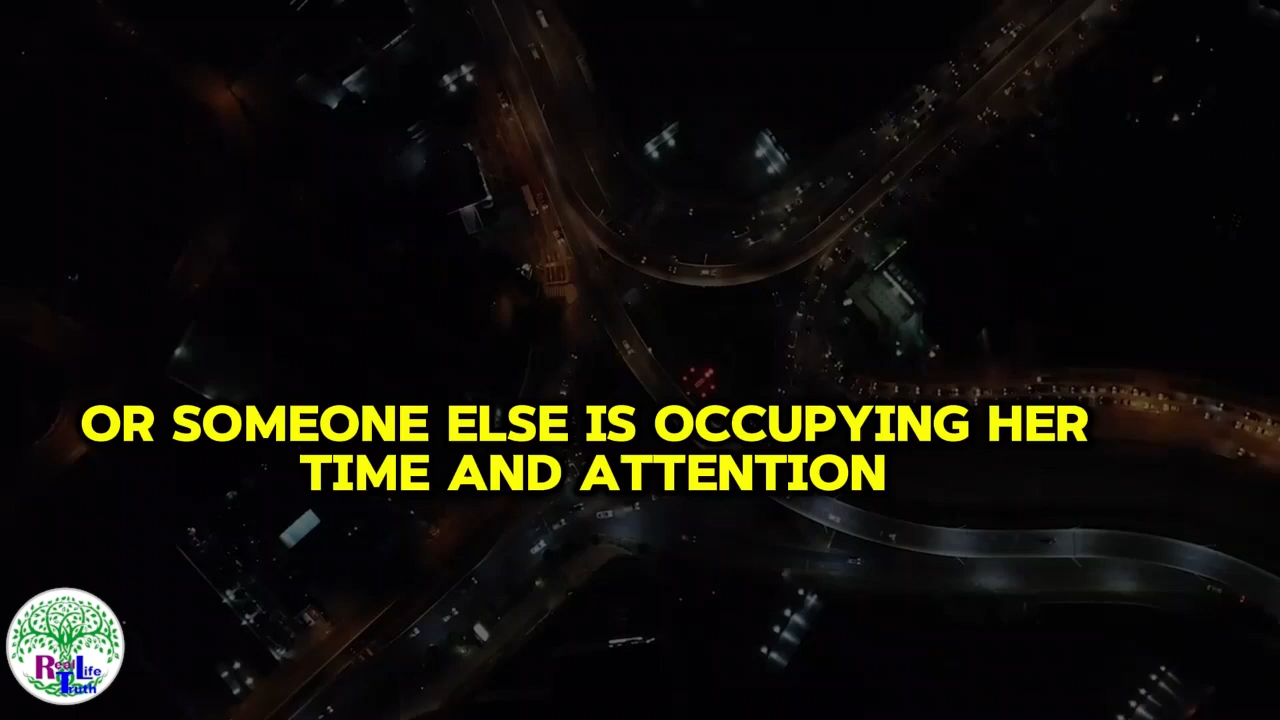 OR SOMEONE ELSE IS OCCUPYING HER
TIME AND ATTENTION
Real Life
Truth